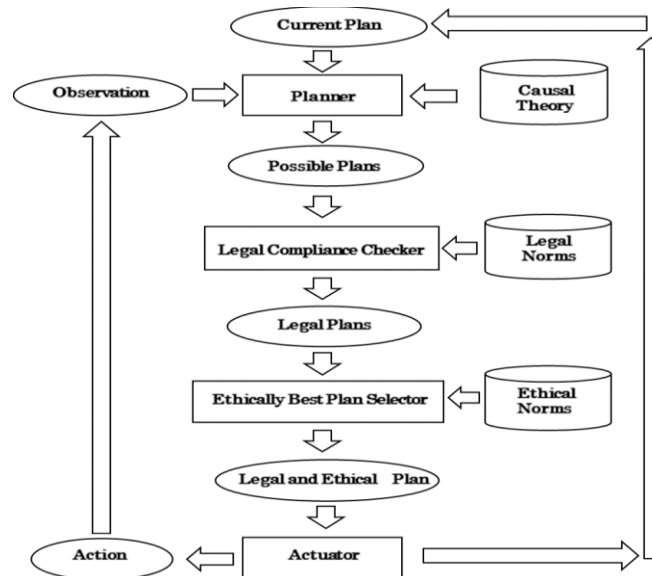 Current Plan
Observation
Planner
Causal
Theory
Possible Plans
Legal Compliance Checker
Legal
Norms
Legal Plans
Ethically Best Plan Selector
Ethical
Norms
Legal and Ethical Plan
Action
Actuator